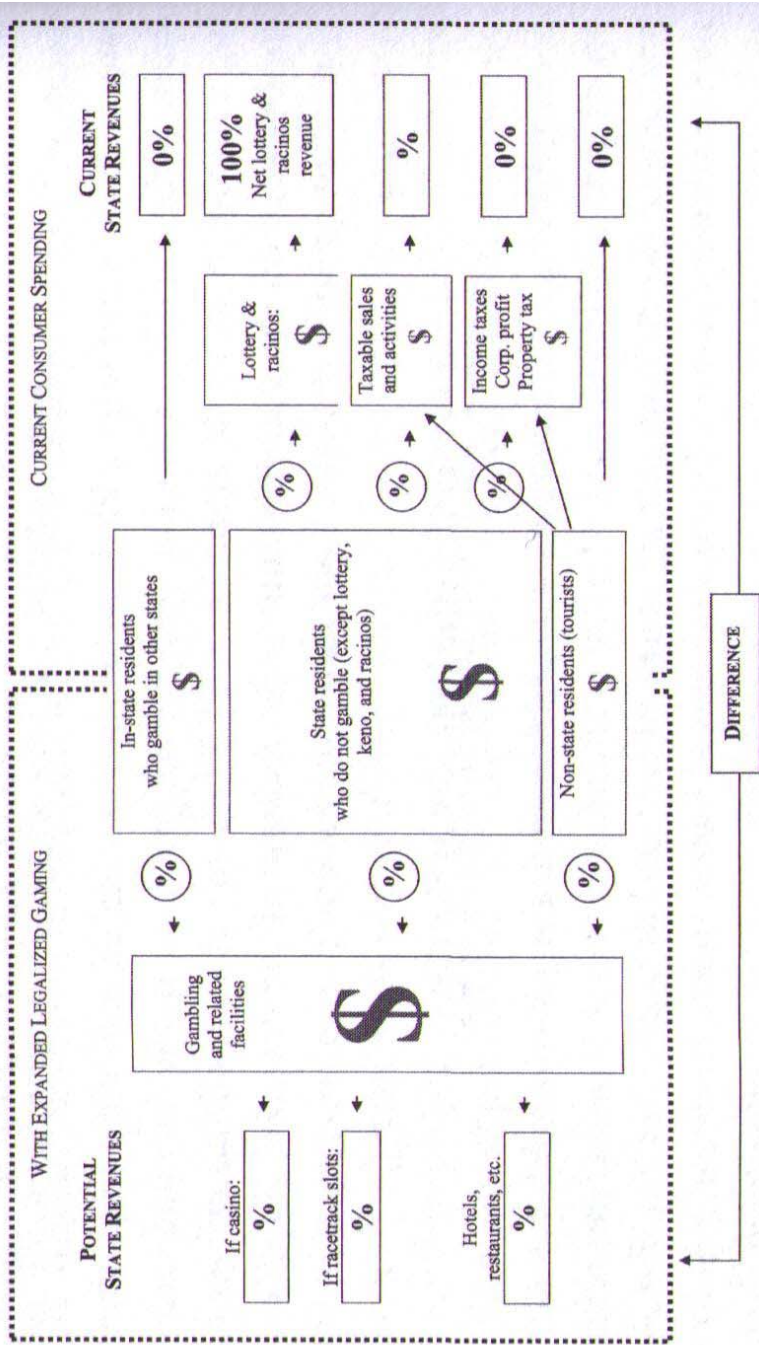 WITH EXPANDED LEGALIZED GAMING
CURRENT CONSUMER SPENDING
POTENTIAL
STATE REVENUES
If casino:
%
If racetrack slots:
%
Hotels,
restaurants, etc.
%
Gambling
and related
facilities
$
%
%
%
In-state residents
who gamble in other states
$
State residents
who do not gamble (except lottery,
keno, and racinos)
$
Non-state residents (tourists)
$
%
%
%
Lottery &
racinos:
$
Taxable sales
and activities
$
Income taxes
Corp. profit
Property tax
$
CURRENT
STATE REVENUES
0%
100%
Net lottery &
racinos
revenue
%
0%
0%
DIFFERENCE